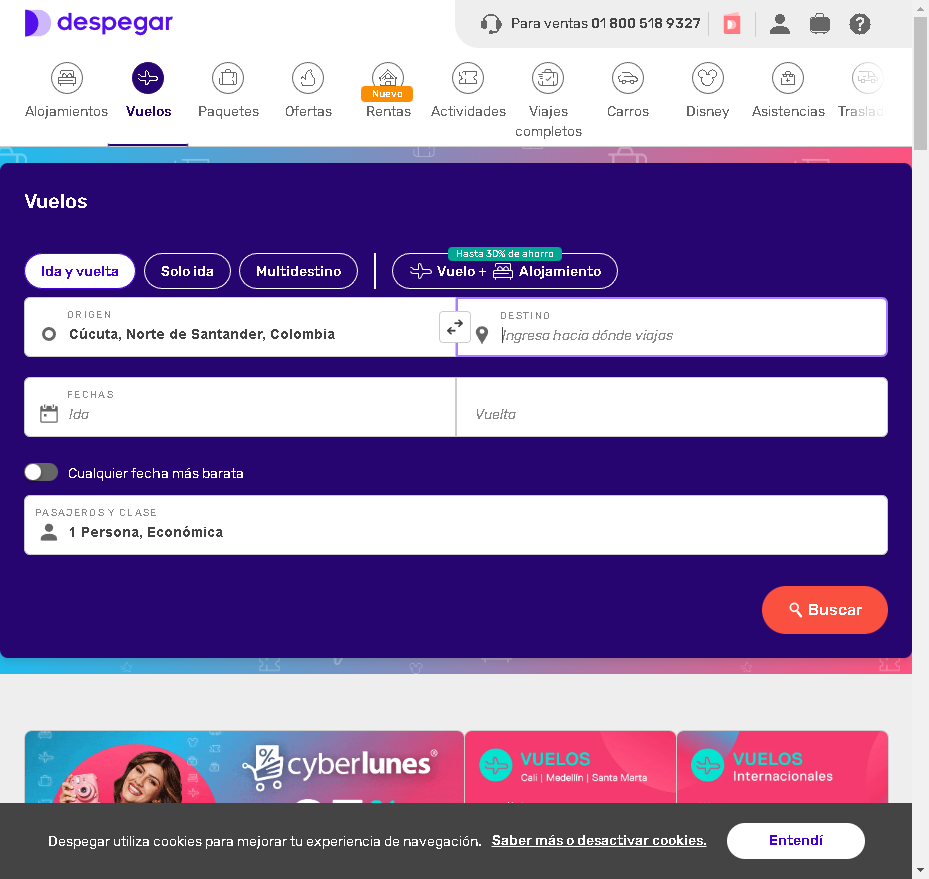 despegar
Para ventas 01 800 518 9327
Alojamientos
Vuelos
Paquetes
Ofertas
Nuevo
Rentas
Actividades
Viajes
completos
Carros
Disney
Asistencias
Traslad
Vuelos
Ida y vuelta
Solo ida
Multidestino
Hasta 30% de ahorro
Vuelo + Alojamiento
ORIGEN
Cúcuta, Norte de Santander, Colombia
DESTINO
Ingresa hacia dónde viajas
FECHAS
Ida
Vuelta
Cualquier fecha más barata
PASAJEROS Y CLASE
1 Persona, Económica
Buscar
cyberlunes®
VUELOS
Cali | Medellín | Santa Marta
VUELOS
Internacionales
Despegar utiliza cookies para mejorar tu experiencia de navegación. Saber más o desactivar cookies.
Entendí